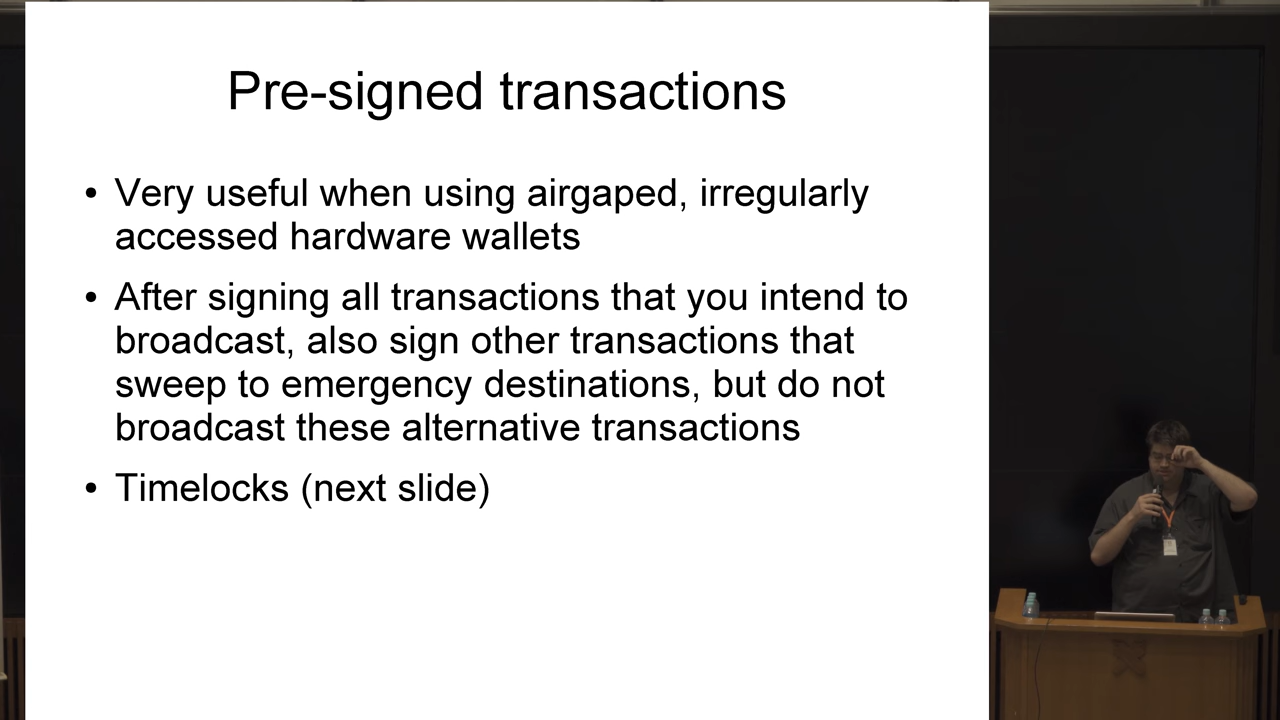 Pre-signed transactions
• Very useful when using airgaped, irregularly
accessed hardware wallets
• After signing all transactions that you intend to
broadcast, also sign other transactions that
sweep to emergency destinations, but do not
broadcast these alternative transactions
• Timelocks (next slide)